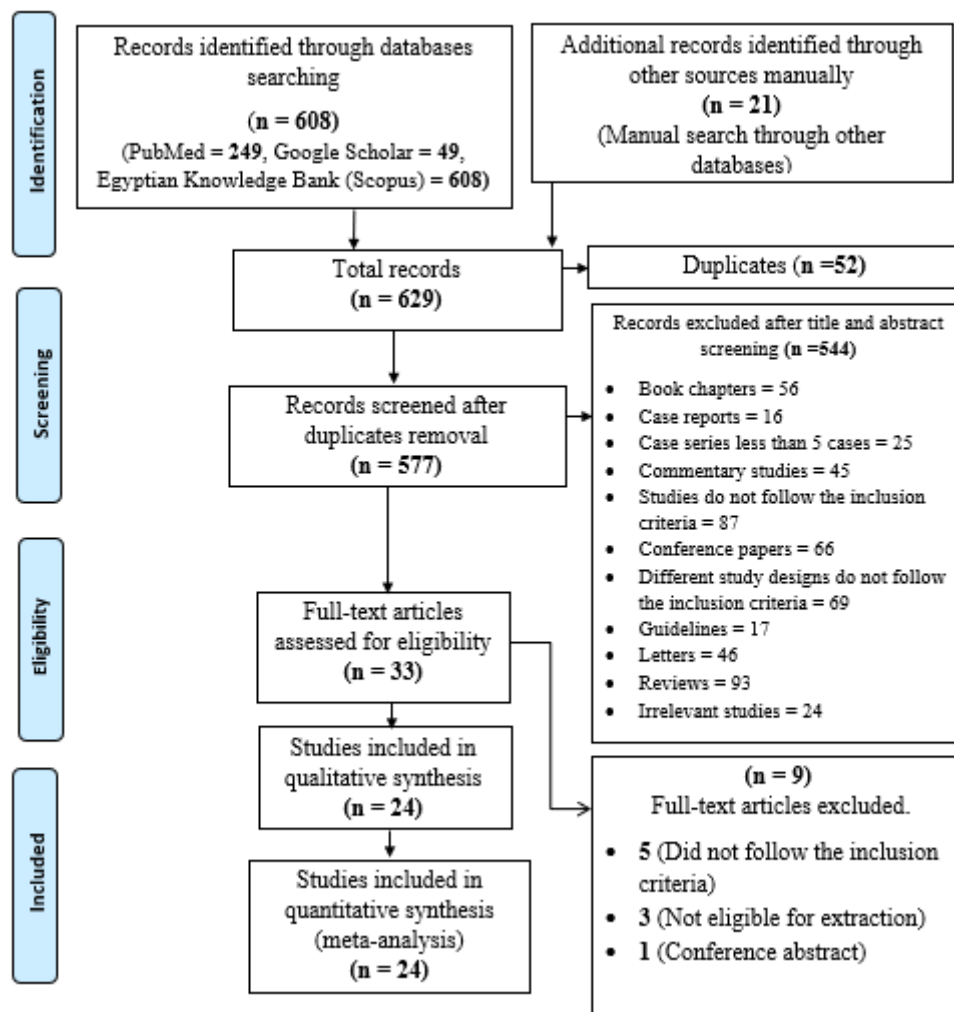 Identification
Records identified through databases
searching
(n = 608)
(PubMed = 249, Google Scholar = 49,
Egyptian Knowledge Bank (Scopus) = 608)
Additional records identified through
other sources manually
(n = 21)
(Manual search through other
databases)
Total records
(n = 629)
Duplicates (n =52)
Screening
Records screened after
duplicates removal
(n = 577)
Records excluded after title and abstract
screening (n =544)
• Book chapters = 56
• Case reports = 16
• Case series less than 5 cases = 25
• Commentary studies = 45
• Studies do not follow the inclusion
criteria = 87
• Conference papers = 66
• Different study designs do not follow
the inclusion criteria = 69
• Guidelines = 17
• Letters = 46
• Reviews = 93
• Irrelevant studies = 24
Eligibility
Full-text articles
assessed for eligibility
(n = 33)
Studies included in
qualitative synthesis
(n = 24)
(n = 9)
Full-text articles excluded.
• 5 (Did not follow the inclusion
criteria)
• 3 (Not eligible for extraction)
• 1 (Conference abstract)
Included
Studies included in
quantitative synthesis
(meta-analysis)
(n = 24)